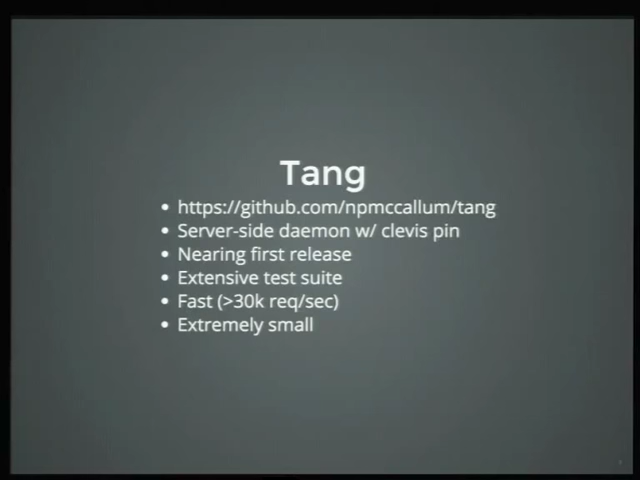 Tang
• https://github.com/npmccallum/tang
• Server-side daemon w/ clevis pin
• Nearing first release
• Extensive test suite
• Fast (>30k req/sec)
• Extremely small